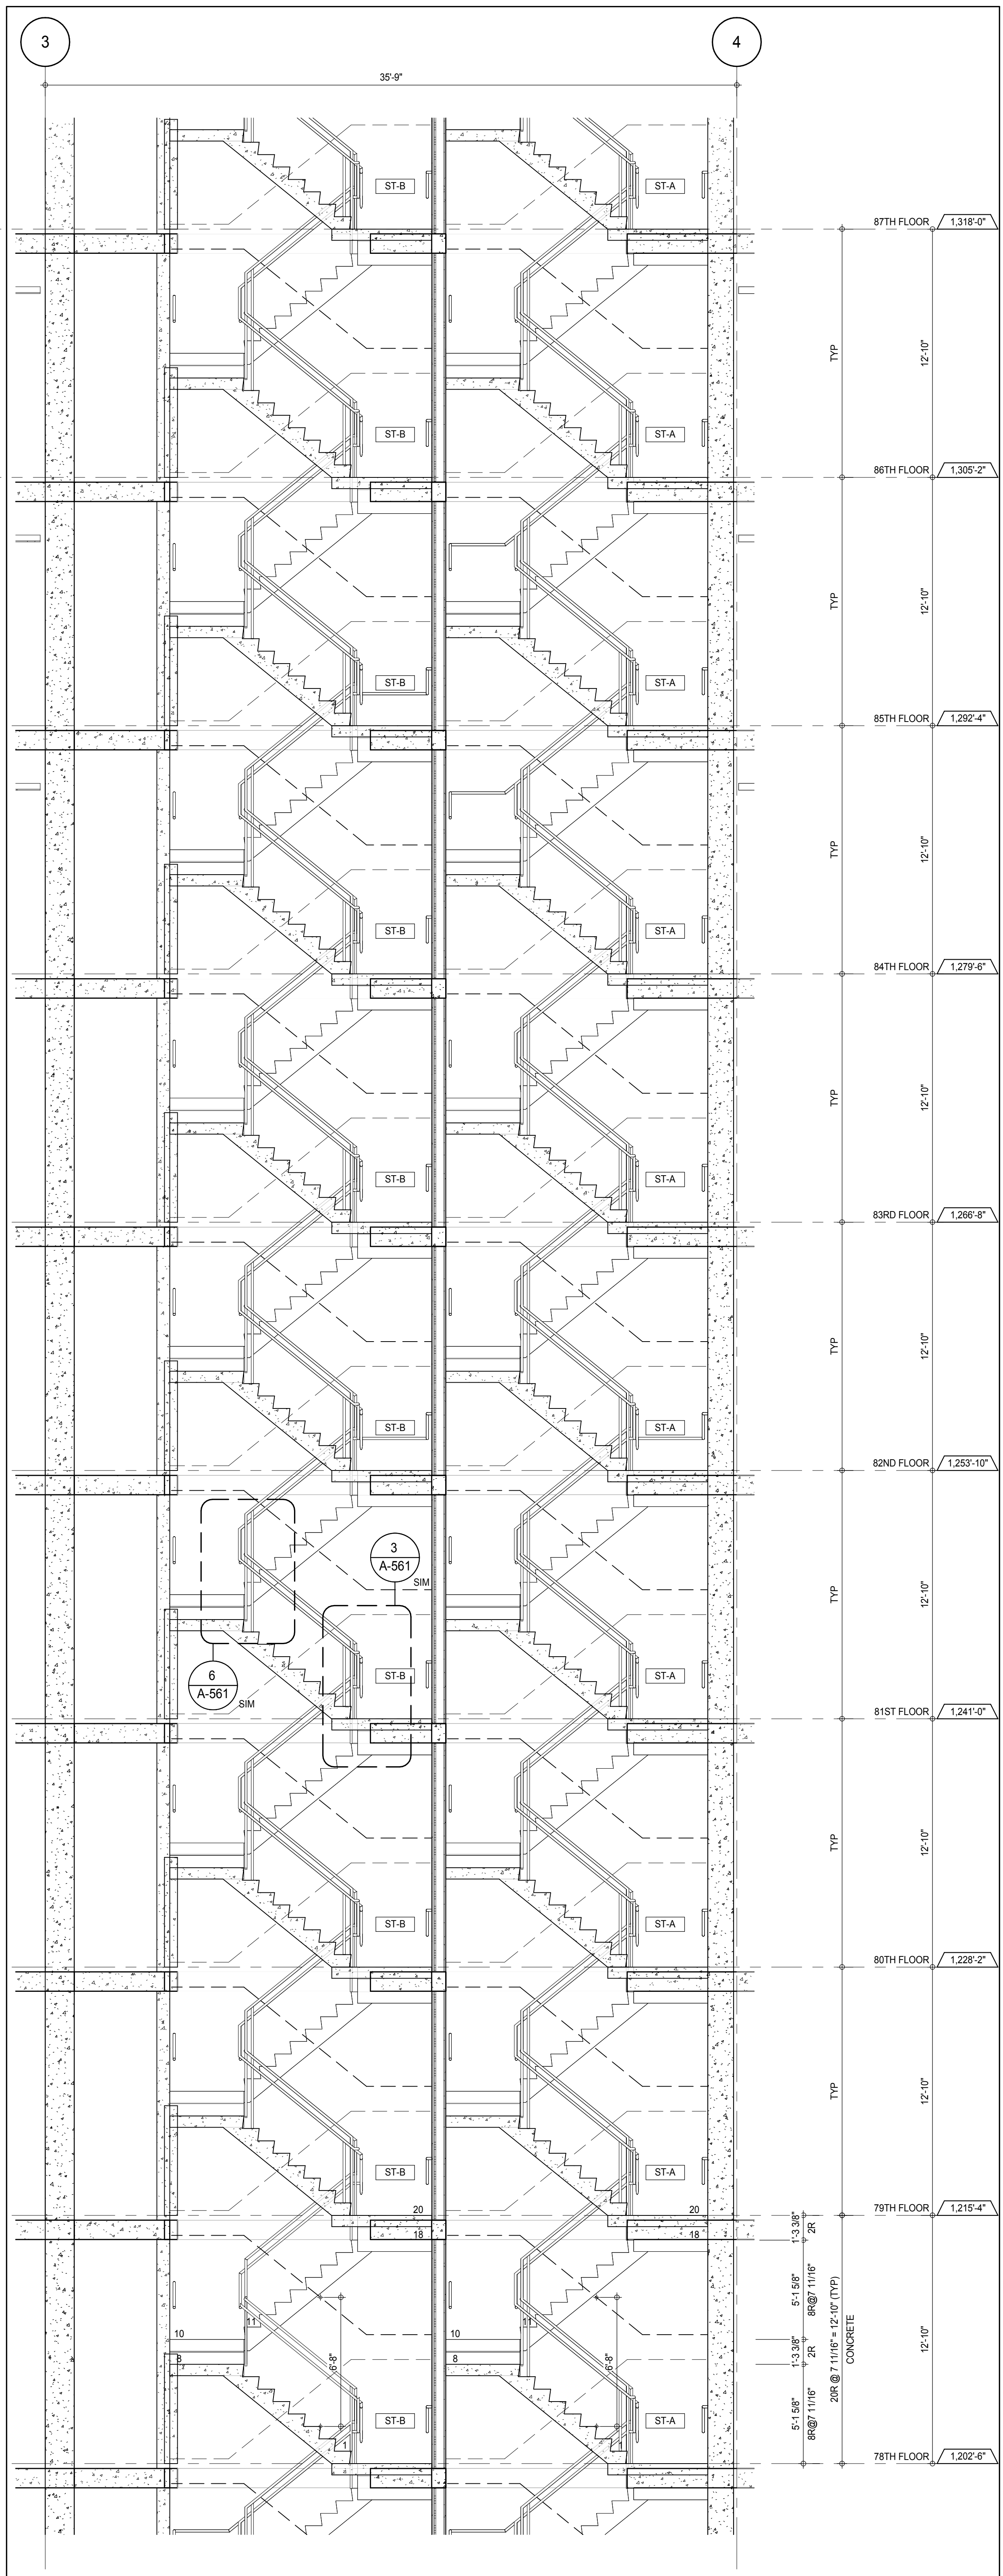 3
4
35'-9"
ST-B
ST-A
87TH FLOOR
1,318'-0"
TYP
12'-10"
ST-B
ST-A
86TH FLOOR
1,305'-2"
TYP
12'-10"
ST-B
ST-A
85TH FLOOR
1,292'-4"
TYP
12'-10"
ST-B
ST-A
84TH FLOOR
1,279'-6"
TYP
12'-10"
ST-B
ST-A
83RD FLOOR
1,266'-8"
TYP
12'-10"
ST-B
ST-A
82ND FLOOR
1,253'-10"
3
A-561
SIM
TYP
12'-10"
6
A-561
SIM
ST-B
ST-A
81ST FLOOR
1,241'-0"
TYP
12'-10"
ST-B
ST-A
80TH FLOOR
1,228'-2"
TYP
12'-10"
ST-B
ST-A
79TH FLOOR
1,215'-4"
20
18
20
18
1'-3 3/8"
2R
5'-1 5/8"
8R@7 11/16"
1'-3 3/8"
2R
5'-1 5/8"
8R@7 11/16"
20R @ 7 11/16" = 12'-10" (TYP)
CONCRETE
12'-10"
11
10
8
6'-8"
11
10
8
6'-8"
ST-B
ST-A
1
1
78TH FLOOR
1,202'-6"